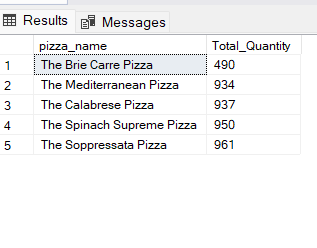 Results Messages
pizza_name Total_Quantity
1 The Brie Carre Pizza 490
2 The Mediterranean Pizza 934
3 The Calabrese Pizza 937
4 The Spinach Supreme Pizza 950
5 The Soppressata Pizza 961